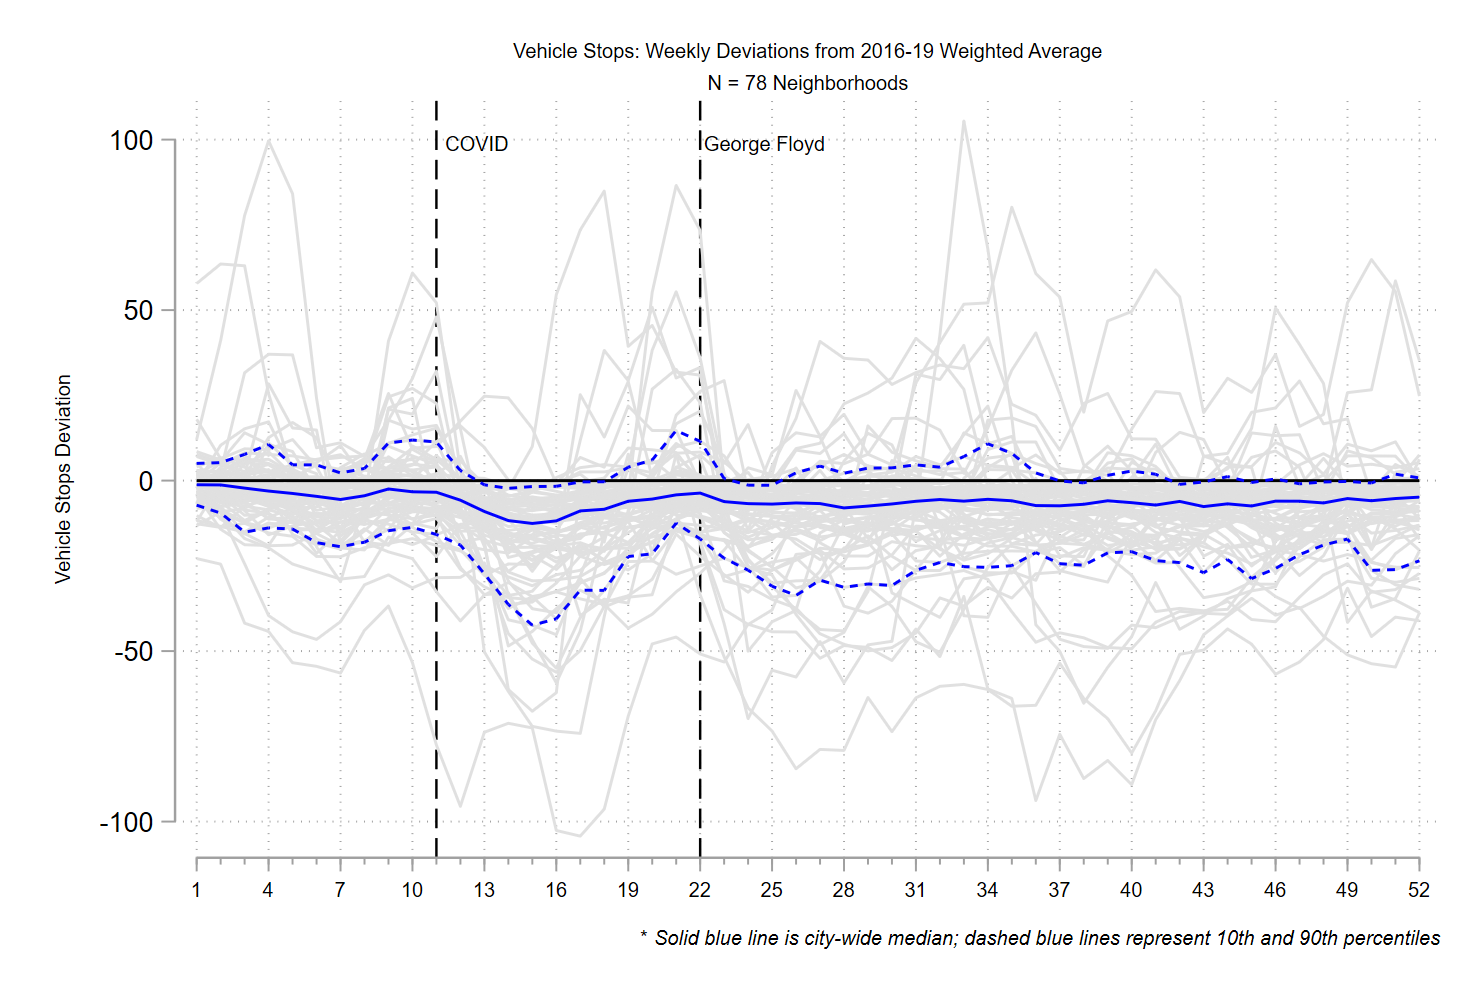 Vehicle Stops: Weekly Deviations from 2016-19 Weighted Average
N = 78 Neighborhoods
COVID
George Floyd
100
50
0
-50
-100
Vehicle Stops Deviation
1 4 7 10 13 16 19 22 25 28 31 34 37 40 43 46 49 52
* Solid blue line is city-wide median; dashed blue lines represent 10th and 90th percentiles